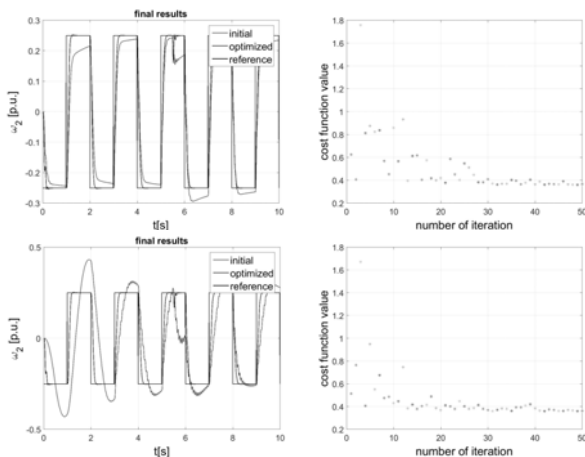 final results
0.3
0.2
0.1
0
-0.1
-0.2
-0.3
ω2 [p.u.]
initial
optimized
reference
0 2 4 6 8 10
t[s]
1.8
1.6
1.4
1.2
1
0.8
0.6
0.4
0.2
cost function value
0 10 20 30 40 50
number of iteration
final results
0.5
0
-0.5
ω2 [p.u.]
initial
optimized
reference
0 2 4 6 8 10
t[s]
1.8
1.6
1.4
1.2
1
0.8
0.6
0.4
0.2
cost function value
0 10 20 30 40 50
number of iteration